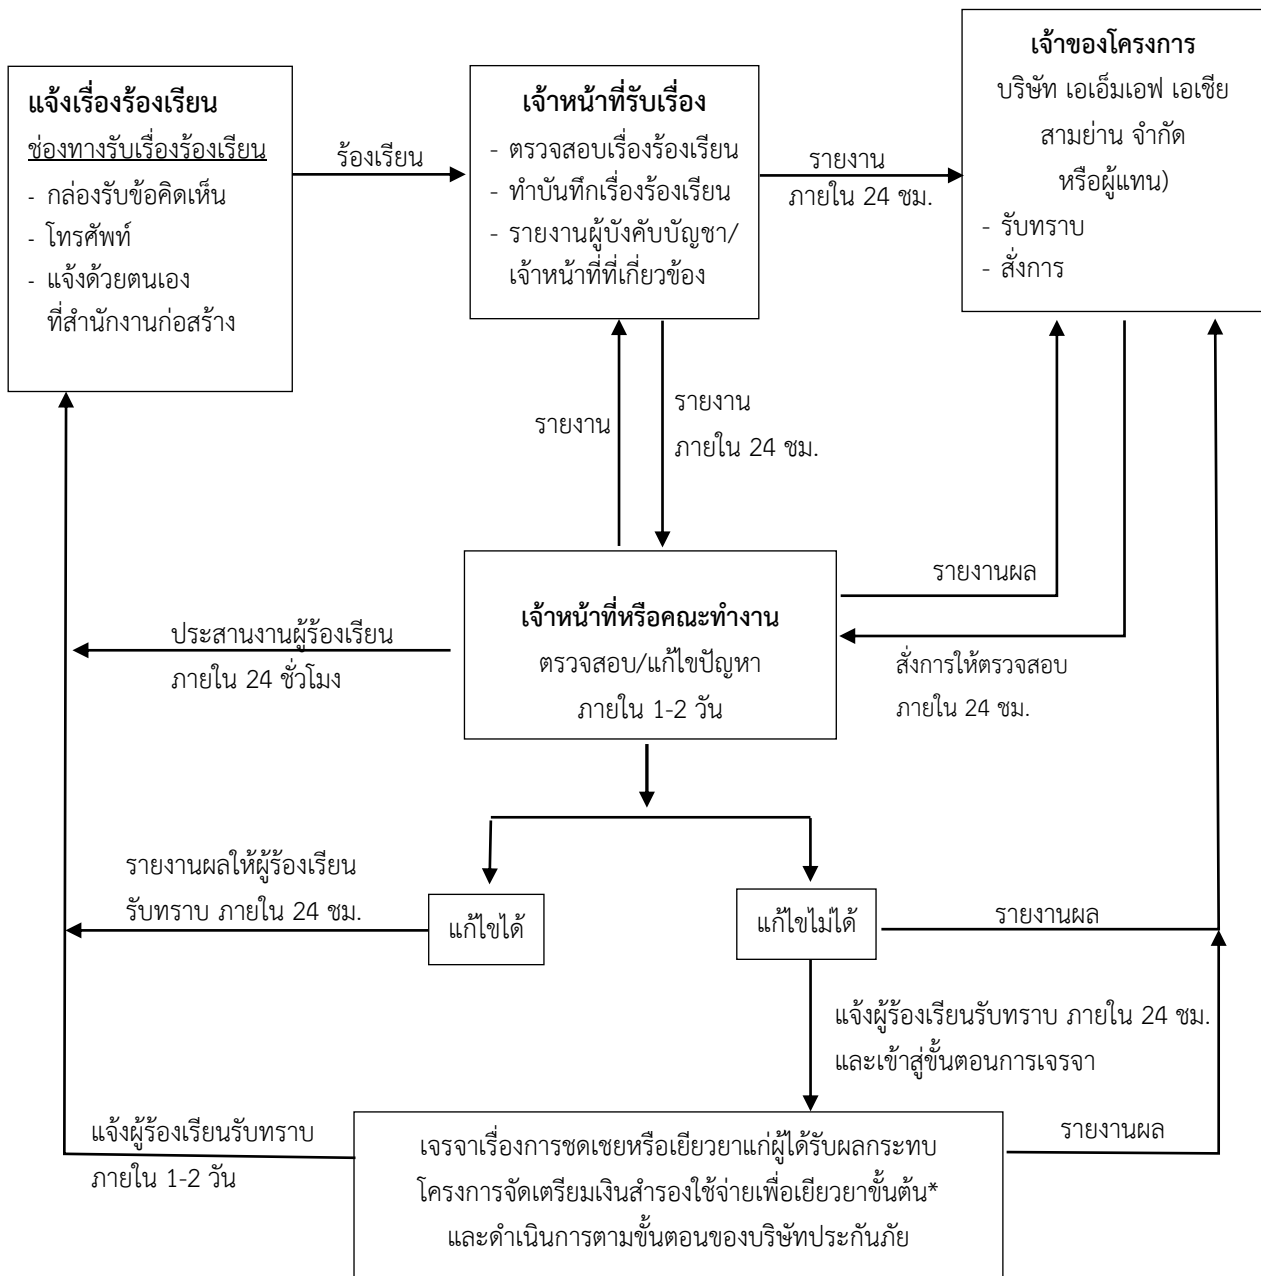 แจ้งเรื่องร้องเรียน
ช่องทางรับเรื่องร้องเรียน
- กล่องรับข้อคิดเห็น
- โทรศัพท์
- แจ้งด้วยตนเอง
ที่สำนักงานก่อสร้าง
ร้องเรียน
เจ้าหน้าที่รับเรื่อง
- ตรวจสอบเรื่องร้องเรียน
- ทำบันทึกเรื่องร้องเรียน
- รายงานผู้บังคับบัญชา/
เจ้าหน้าที่ที่เกี่ยวข้อง
รายงาน
ภายใน 24 ชม.
เจ้าของโครงการ
บริษัท เอเอ็มเอฟ เอเชีย
สามย่าน จำกัด
หรือผู้แทน)
- รับทราบ
- สั่งการ
รายงาน
รายงาน
ภายใน 24 ชม.
รายงานผล
สั่งการให้ตรวจสอบ
ภายใน 24 ชม.
เจ้าหน้าที่หรือคณะทำงาน
ตรวจสอบ/แก้ไขปัญหา
ภายใน 1-2 วัน
ประสานงานผู้ร้องเรียน
ภายใน 24 ชั่วโมง
รายงานผลให้ผู้ร้องเรียน
รับทราบ ภายใน 24 ชม.
แก้ไขได้
แก้ไขไม่ได้
รายงานผล
แจ้งผู้ร้องเรียนรับทราบ ภายใน 24 ชม.
และเข้าสู่ขั้นตอนการเจรจา
แจ้งผู้ร้องเรียนรับทราบ
ภายใน 1-2 วัน
เจรจาเรื่องการชดเชยหรือเยียวยาแก่ผู้ได้รับผลกระทบ
โครงการจัดเตรียมเงินสำรองใช้จ่ายเพื่อเยียวยาขั้นต้น*
และดำเนินการตามขั้นตอนของบริษัทประกันภัย
รายงานผล